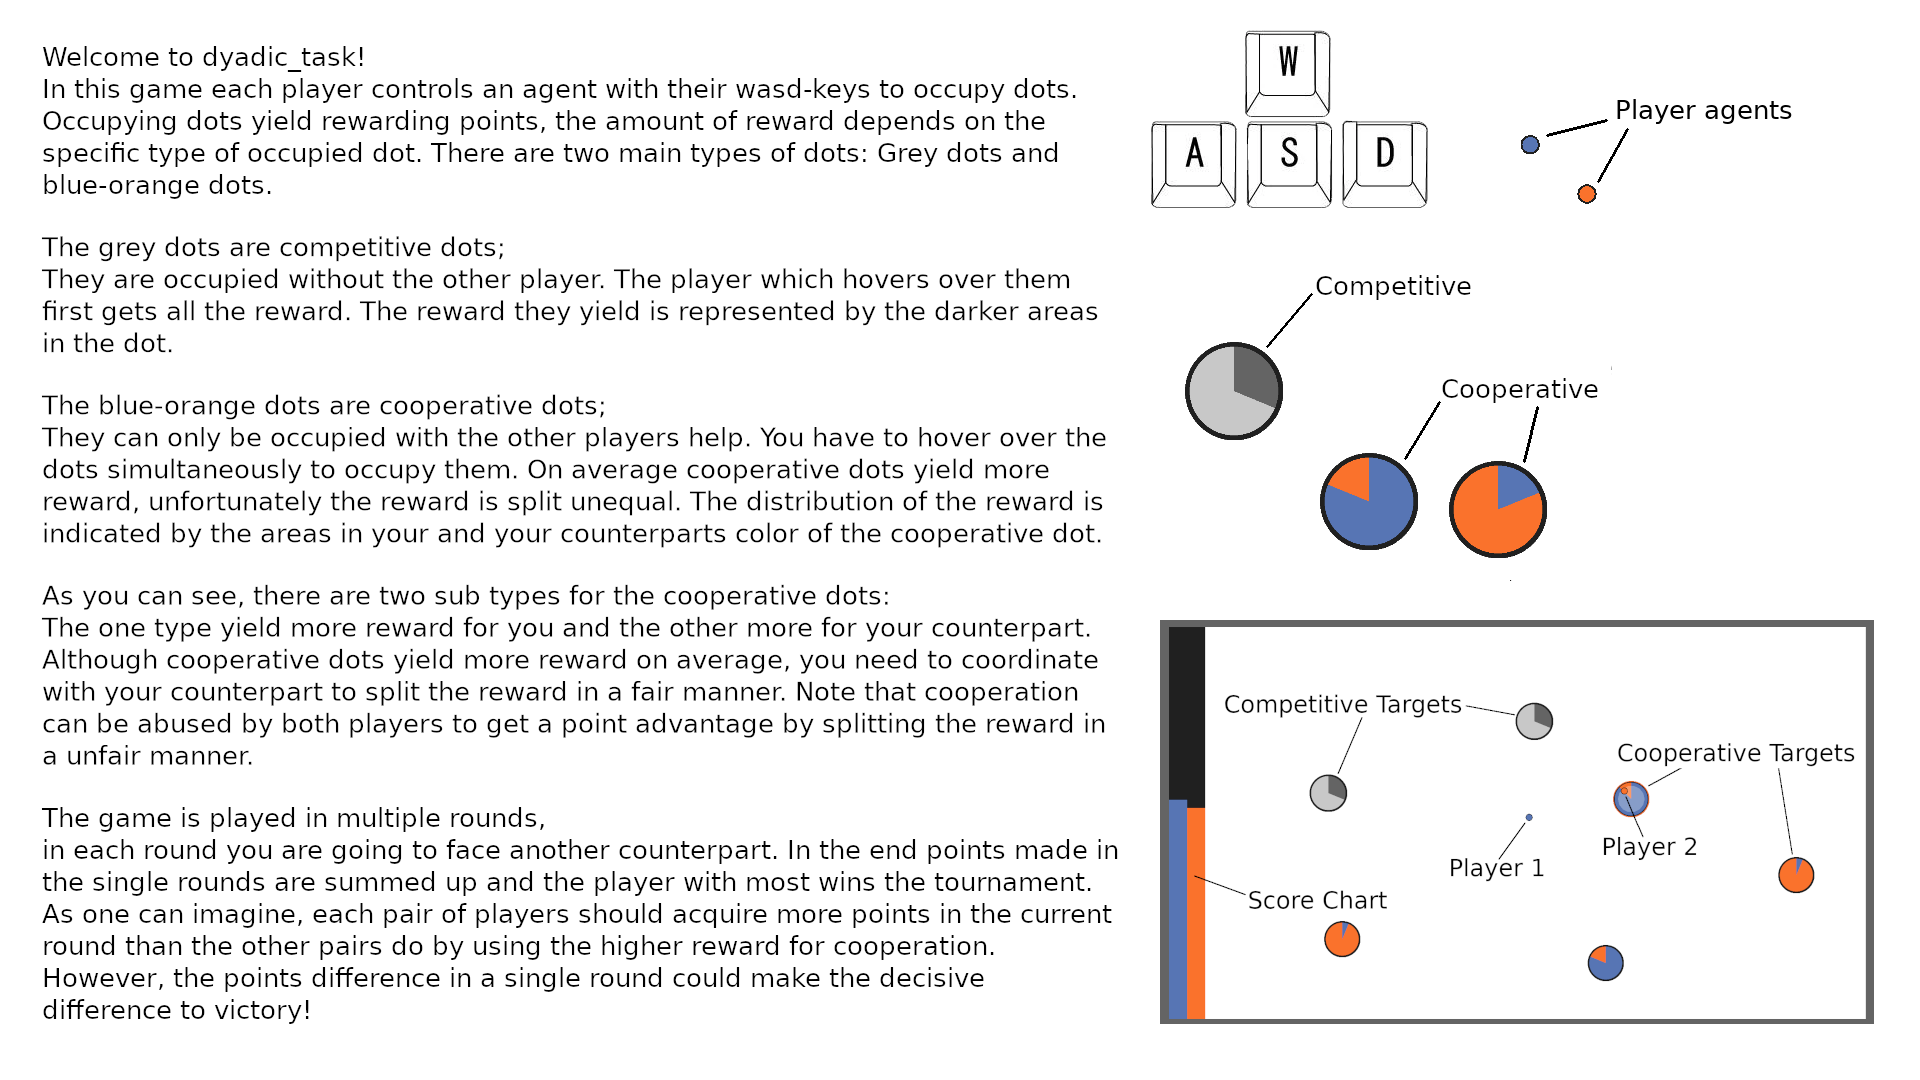 Welcome to dyadic_task!
In this game each player controls an agent with their wasd-keys to occupy dots.
Occupying dots yield rewarding points, the amount of reward depends on the
specific type of occupied dot. There are two main types of dots: Grey dots and
blue-orange dots.
The grey dots are competitive dots;
They are occupied without the other player. The player which hovers over them
first gets all the reward. The reward they yield is represented by the darker areas
in the dot.
The blue-orange dots are cooperative dots;
They can only be occupied with the other players help. You have to hover over the
dots simultaneously to occupy them. On average cooperative dots yield more
reward, unfortunately the reward is split unequal. The distribution of the reward is
indicated by the areas in your and your counterparts color of the cooperative dot.
As you can see, there are two sub types for the cooperative dots:
The one type yield more reward for you and the other more for your counterpart.
Although cooperative dots yield more reward on average, you need to coordinate
with your counterpart to split the reward in a fair manner. Note that cooperation
can be abused by both players to get a point advantage by splitting the reward in
a unfair manner.
The game is played in multiple rounds,
in each round you are going to face another counterpart. In the end points made in
the single rounds are summed up and the player with most wins the tournament.
As one can imagine, each pair of players should acquire more points in the current
round than the other pairs do by using the higher reward for cooperation.
However, the points difference in a single round could make the decisive
difference to victory!
W
A S D
Player agents
Competitive
Cooperative
Competitive Targets
Cooperative Targets
Player 2
Player 1
Score Chart